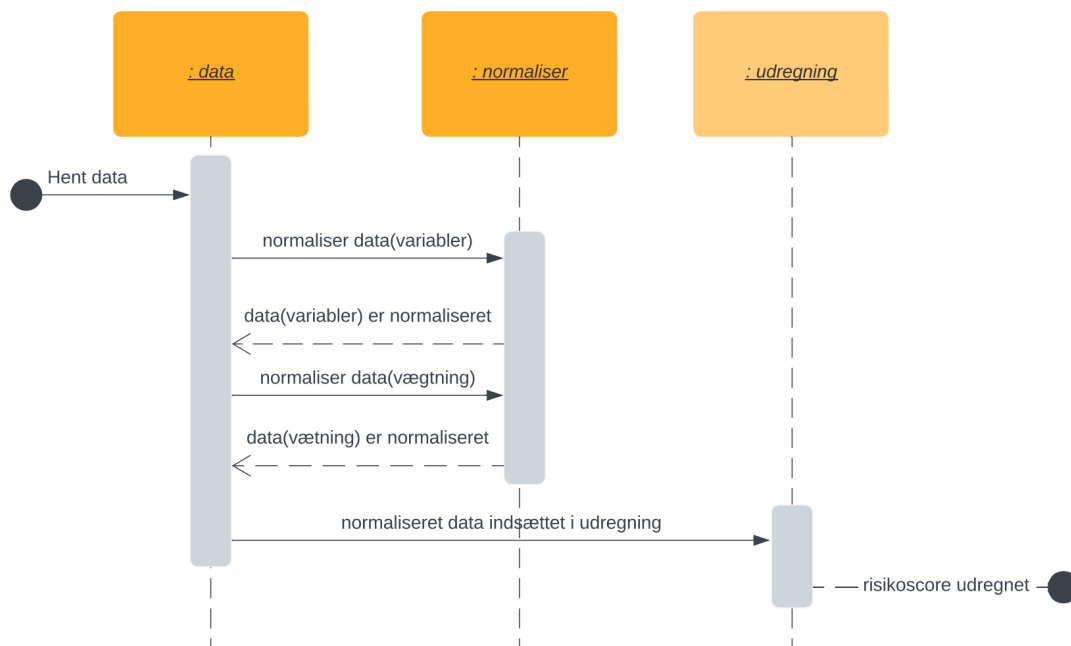 : data
: normaliser
: udregning
Hent data
normaliser data(variabler)
data(variabler) er normaliseret
normaliser data(vægtning)
data(vætning) er normaliseret
normaliseret data indsættet i udregning
risikoscore udregnet